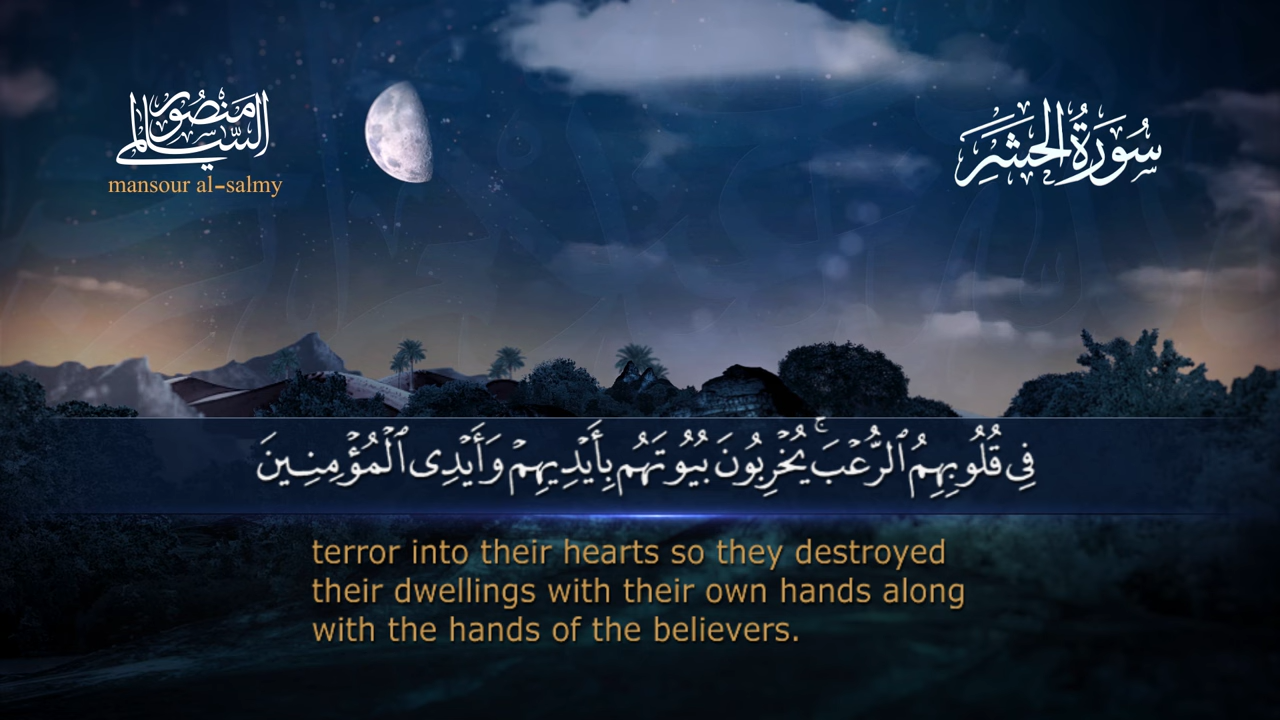 منصور
السالمي
mansour al-salmy
سُورَةُ الحَشْرِ
فِي قُلُوبِهِمُ ٱلرُّعْبَ ۚ يُخْرِبُونَ بُيُوتَهُم بِأَيْدِيهِمْ وَأَيْدِى ٱلْمُؤْمِنِينَ
terror into their hearts so they destroyed
their dwellings with their own hands along
with the hands of the believers.